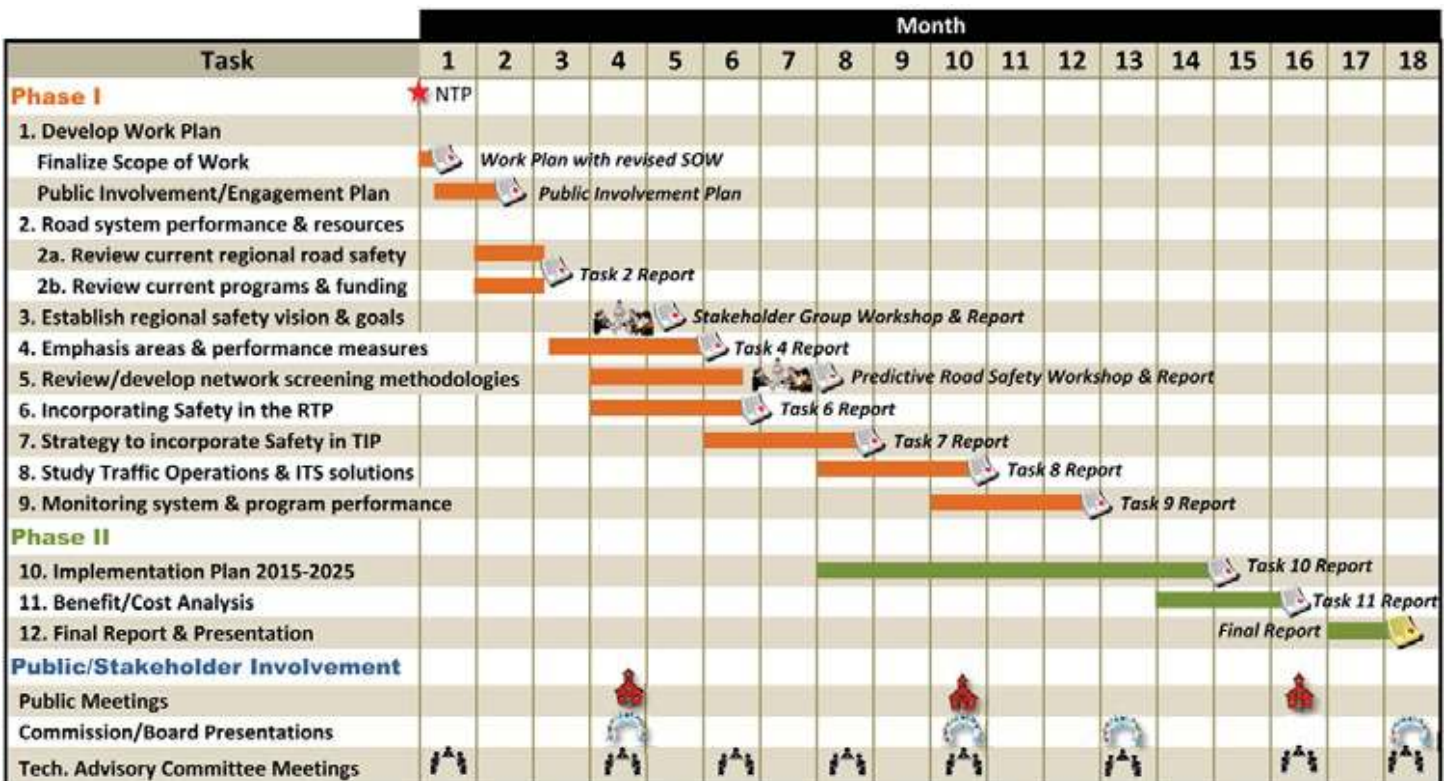 Month
Task 1 2 3 4 5 6 7 8 9 10 11 12 13 14 15 16 17 18
Phase I NTP
1. Develop Work Plan
Finalize Scope of Work Work Plan with revised SOW
Public Involvement/Engagement Plan Public Involvement Plan
2. Road system performance & resources
2a. Review current regional road safety
Task 2 Report
2b. Review current programs & funding
3. Establish regional safety vision & goals Stakeholder Group Workshop & Report
4. Emphasis areas & performance measures Task 4 Report
5. Review/develop network screening methodologies Predictive Road Safety Workshop & Report
6. Incorporating Safety in the RTP Task 6 Report
7. Strategy to incorporate Safety in TIP Task 7 Report
8. Study Traffic Operations & ITS solutions Task 8 Report
9. Monitoring system & program performance Task 9 Report
Phase II
10. Implementation Plan 2015-2025 Task 10 Report
11. Benefit/Cost Analysis Task 11 Report
12. Final Report & Presentation Final Report
Public/Stakeholder Involvement
Public Meetings
Commission/Board Presentations
Tech. Advisory Committee Meetings